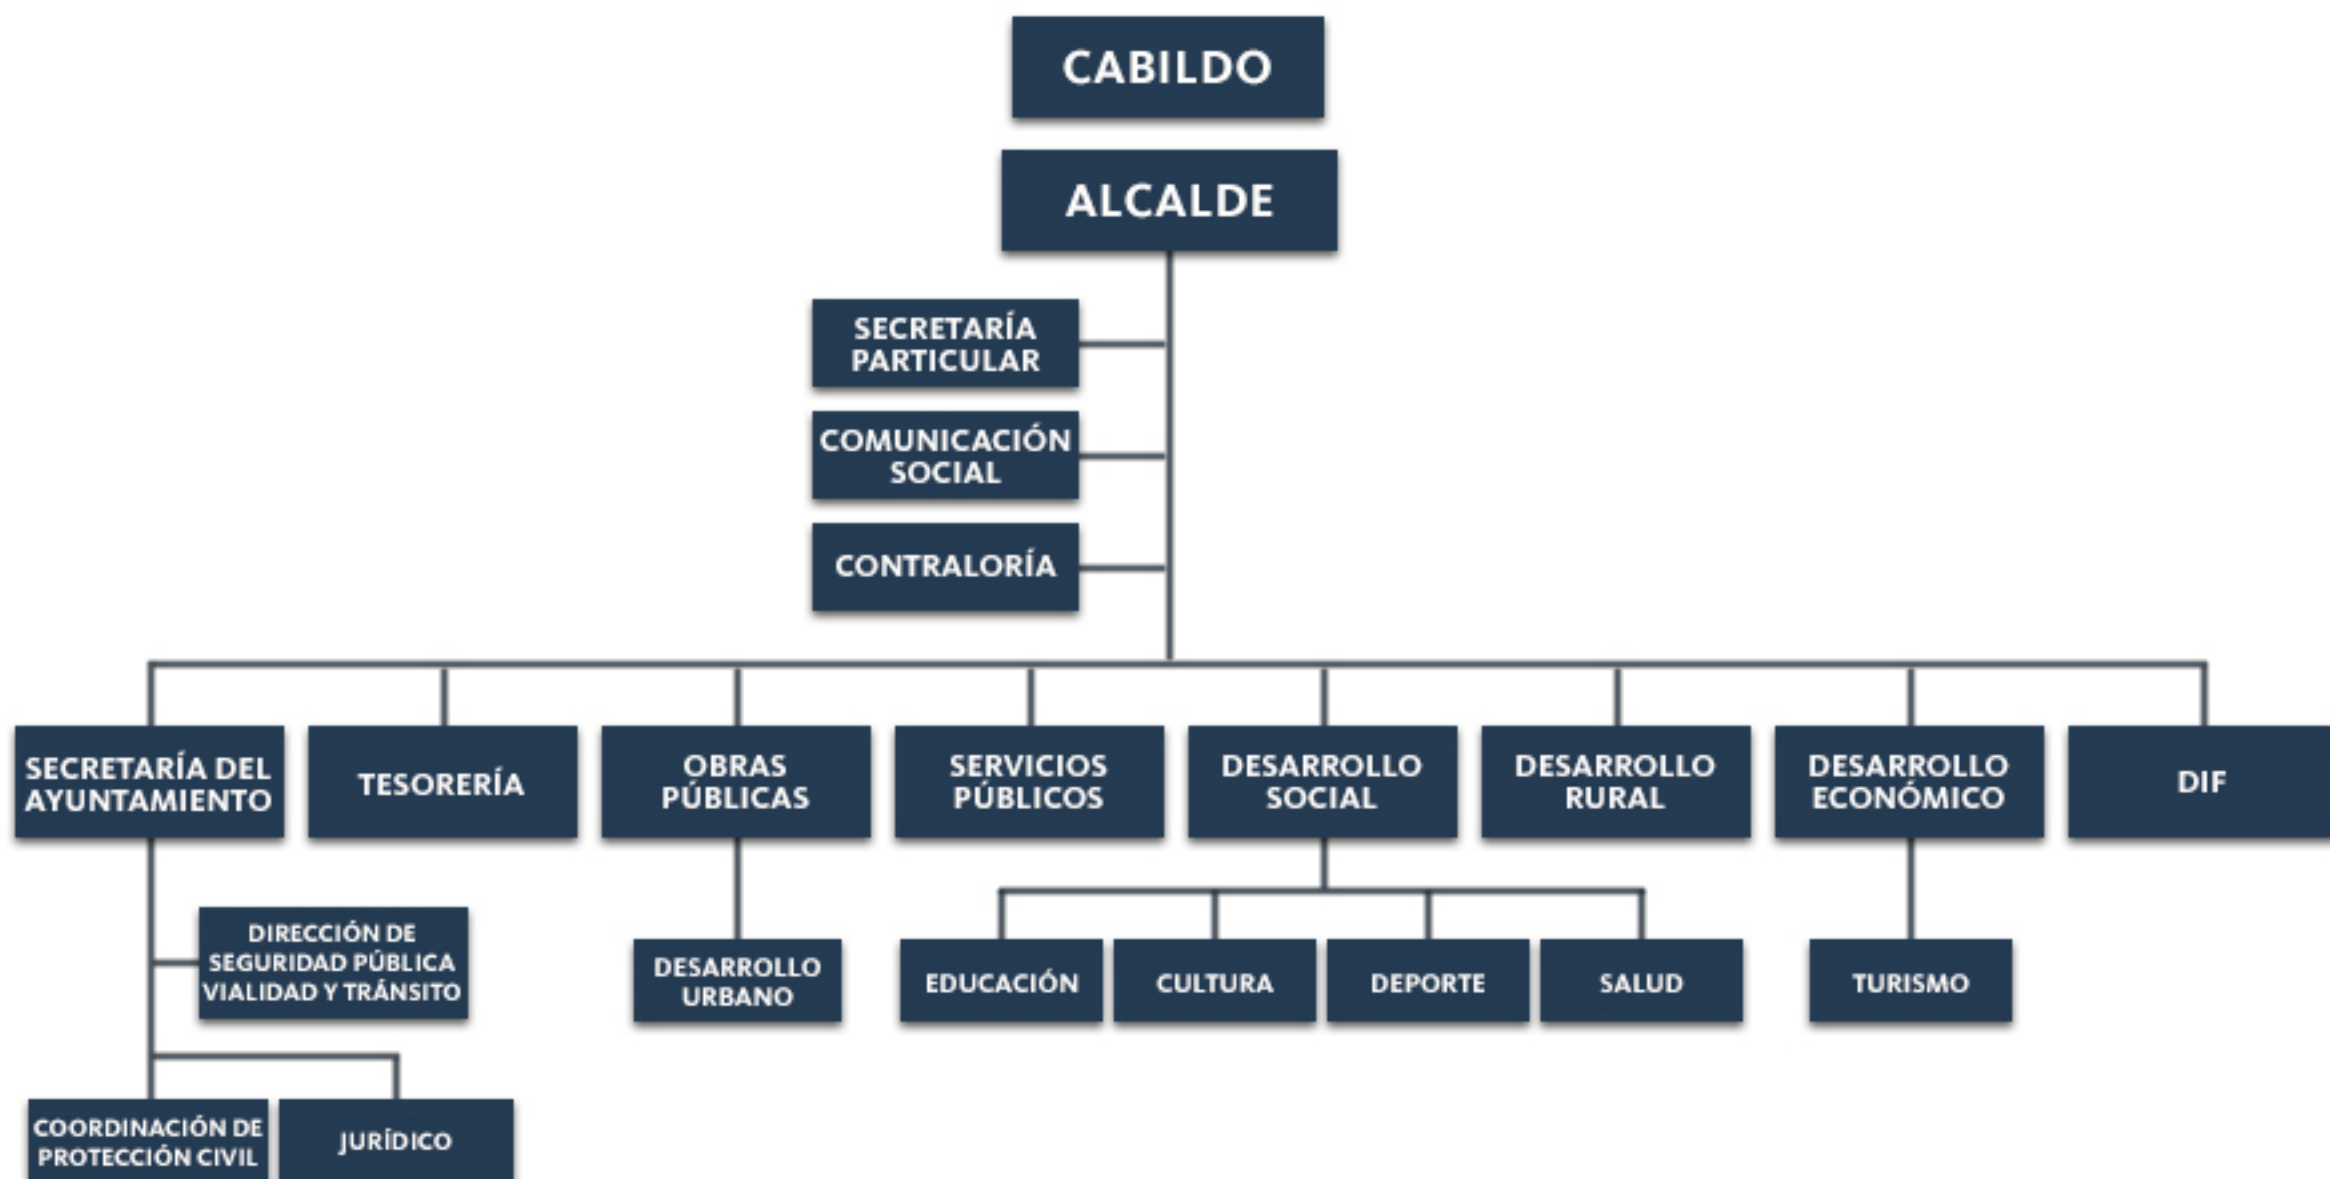 CABILDO
ALCALDE
SECRETARÍA
PARTICULAR
COMUNICACIÓN
SOCIAL
CONTRALORÍA
SECRETARÍA DEL
AYUNTAMIENTO
TESORERÍA
OBRAS
PÚBLICAS
SERVICIOS
PÚBLICOS
DESARROLLO
SOCIAL
DESARROLLO
RURAL
DESARROLLO
ECONÓMICO
DIF
DIRECCIÓN DE
SEGURIDAD PÚBLICA
VIALIDAD Y TRÁNSITO
DESARROLLO
URBANO
EDUCACIÓN
CULTURA
DEPORTE
SALUD
TURISMO
COORDINACIÓN DE
PROTECCIÓN CIVIL
JURÍDICO